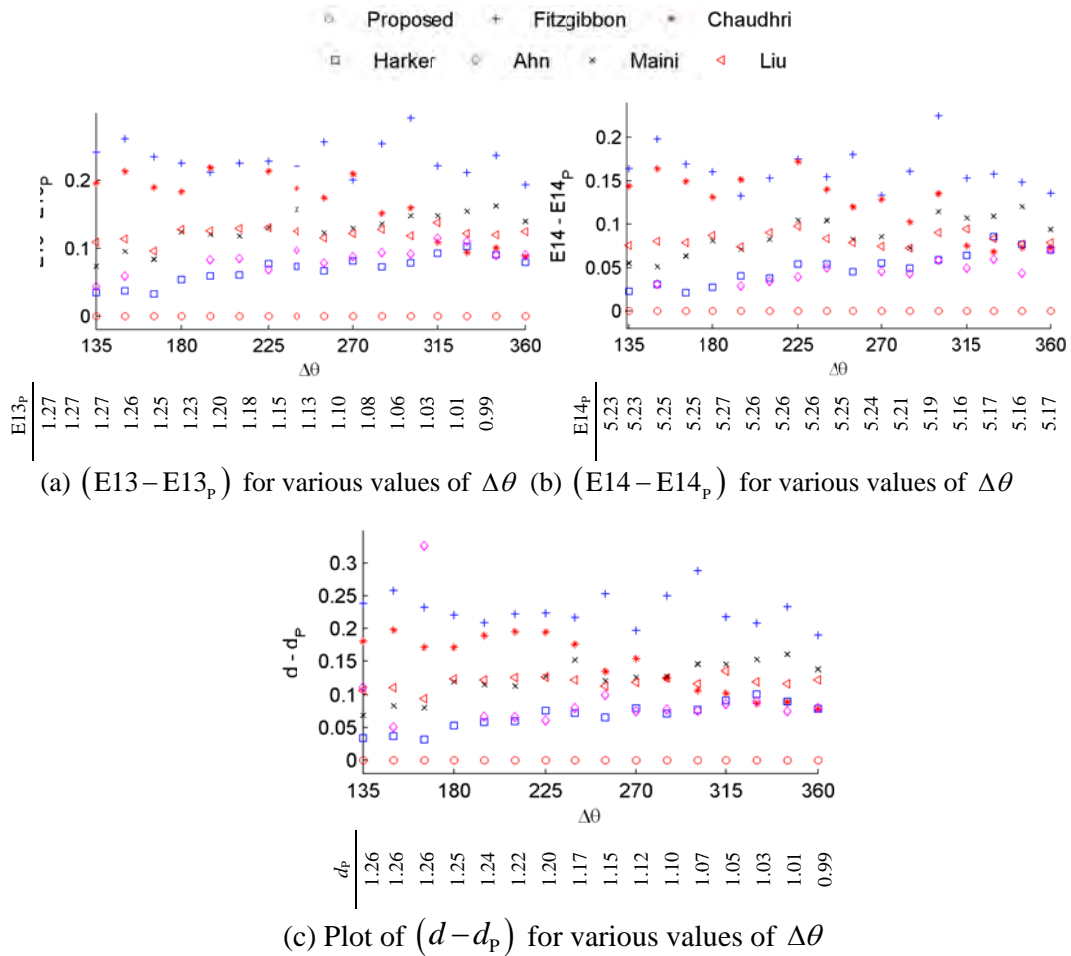 Proposed Fitzgibbon Chaudhri
Harker Ahn Maini Liu
0.2
0.1
0
135 180 225 270 315 360
Δθ
E14 - E14P
0.2
0.15
0.1
0.05
0
135 180 225 270 315 360
Δθ
E13P 1.27 1.27 1.27 1.26 1.25 1.23 1.20 1.18 1.15 1.13 1.10 1.08 1.06 1.03 1.01 0.99
E14P 5.23 5.23 5.25 5.25 5.27 5.26 5.26 5.26 5.25 5.24 5.21 5.19 5.16 5.17 5.16 5.17
(a) (E13 − E13P) for various values of Δθ (b) (E14 − E14P) for various values of Δθ
d - dP
0.3
0.25
0.2
0.15
0.1
0.05
0
135 180 225 270 315 360
Δθ
dP 1.26 1.26 1.26 1.25 1.24 1.22 1.20 1.17 1.15 1.12 1.10 1.07 1.05 1.03 1.01 0.99
(c) Plot of (d − dP) for various values of Δθ